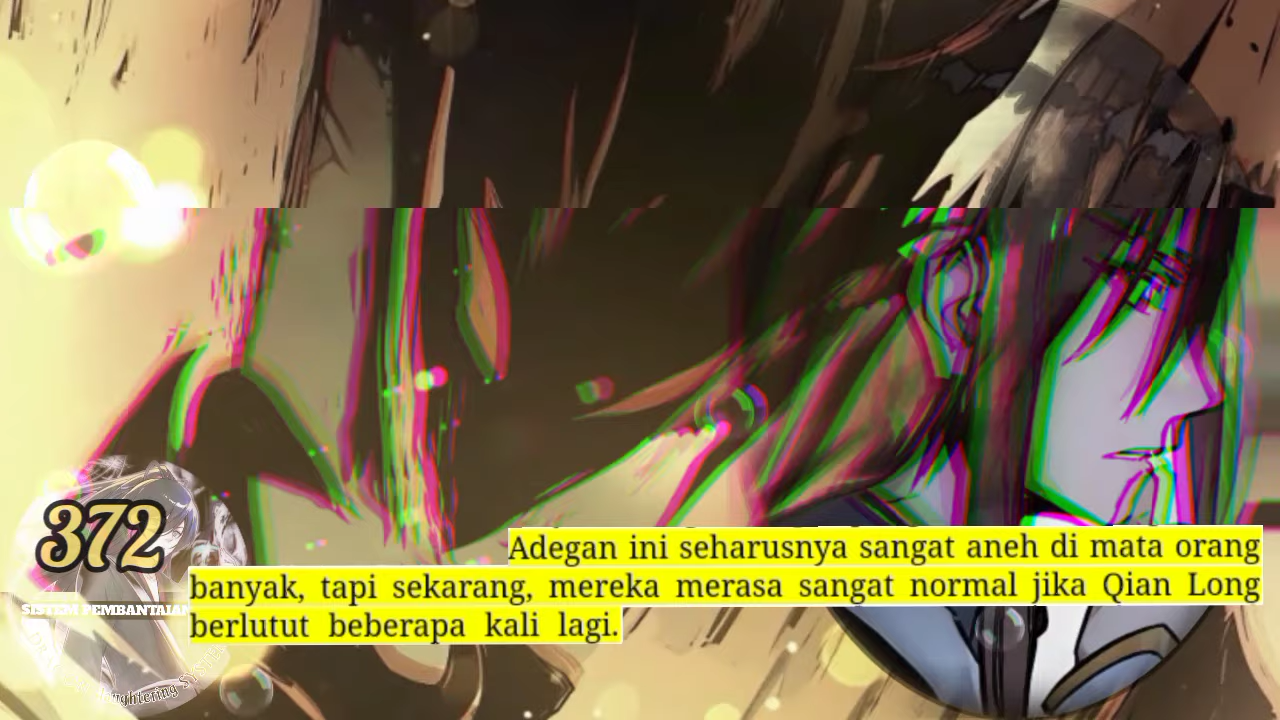 372
SISTEM PEMBANTAIAN
Adegan ini seharusnya sangat aneh di mata orang
banyak, tapi sekarang, mereka merasa sangat normal jika Qian Long
berlutut beberapa kali lagi.